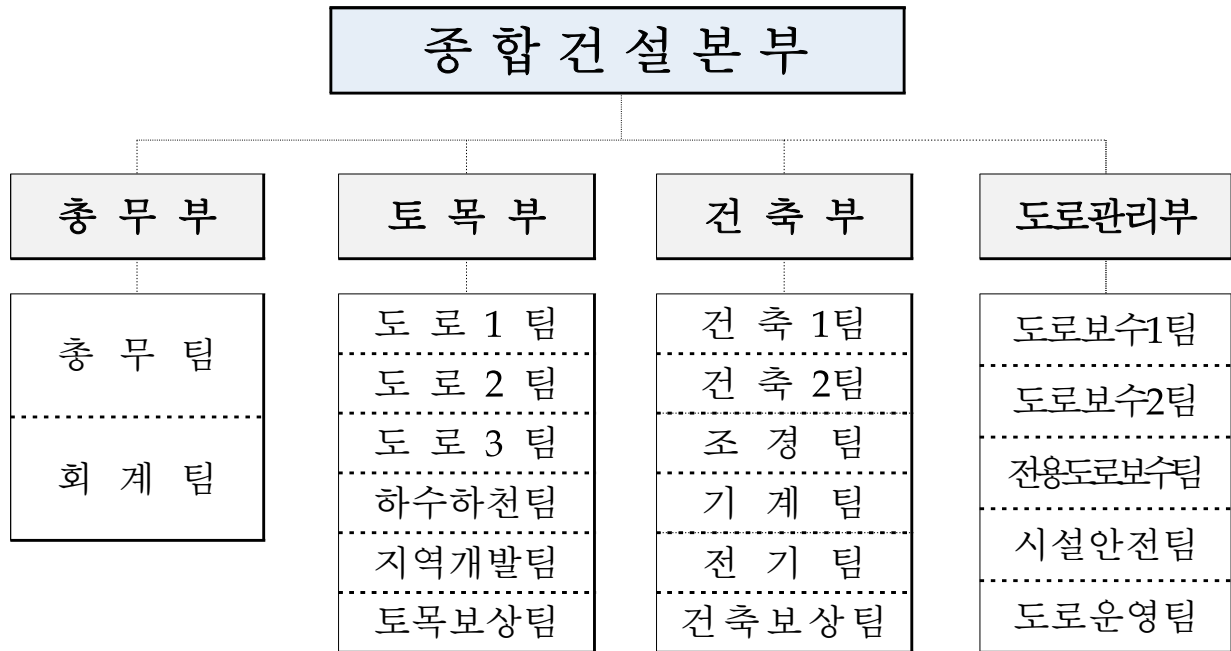 종합건설본부
총무부
총무팀
회계팀
토목부
도로1팀
도로2팀
도로3팀
하수하천팀
지역개발팀
토목보상팀
건축부
건축1팀
건축2팀
조경팀
기계팀
전기팀
건축보상팀
도로관리부
도로보수1팀
도로보수2팀
전용도로보수팀
시설안전팀
도로운영팀